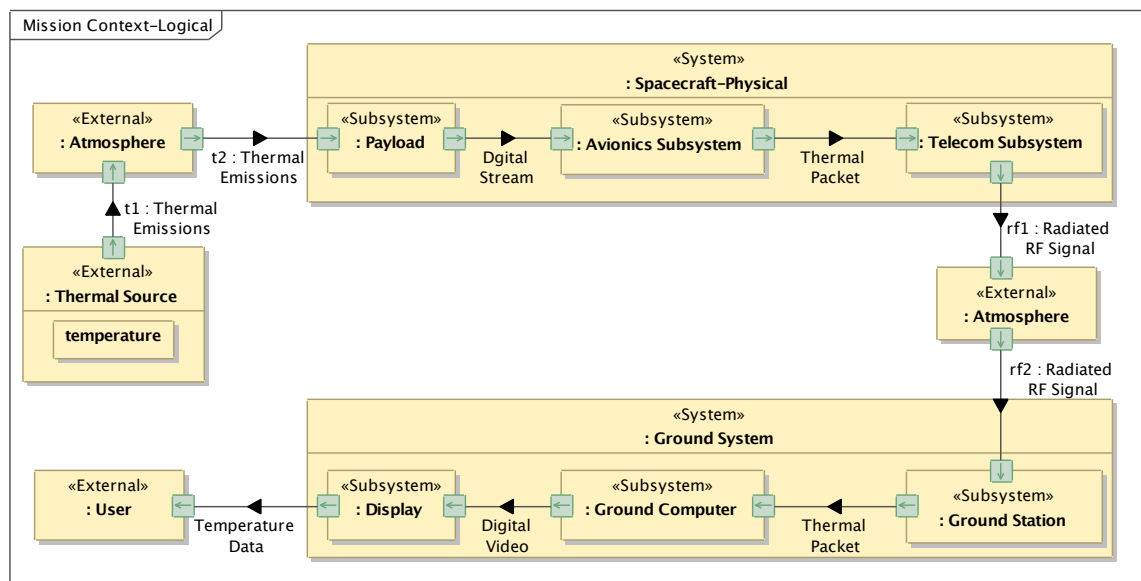 Mission Context-Logical
«System»
: Spacecraft-Physical
«External»
: Atmosphere
t2 : Thermal
Emissions
«Subsystem»
: Payload
Dgital
Stream
«Subsystem»
: Avionics Subsystem
Thermal
Packet
«Subsystem»
: Telecom Subsystem
t1 : Thermal
Emissions
rf1 : Radiated
RF Signal
«External»
: Thermal Source
temperature
«External»
: Atmosphere
rf2 : Radiated
RF Signal
«System»
: Ground System
«External»
: User
Temperature
Data
«Subsystem»
: Display
Digital
Video
«Subsystem»
: Ground Computer
Thermal
Packet
«Subsystem»
: Ground Station